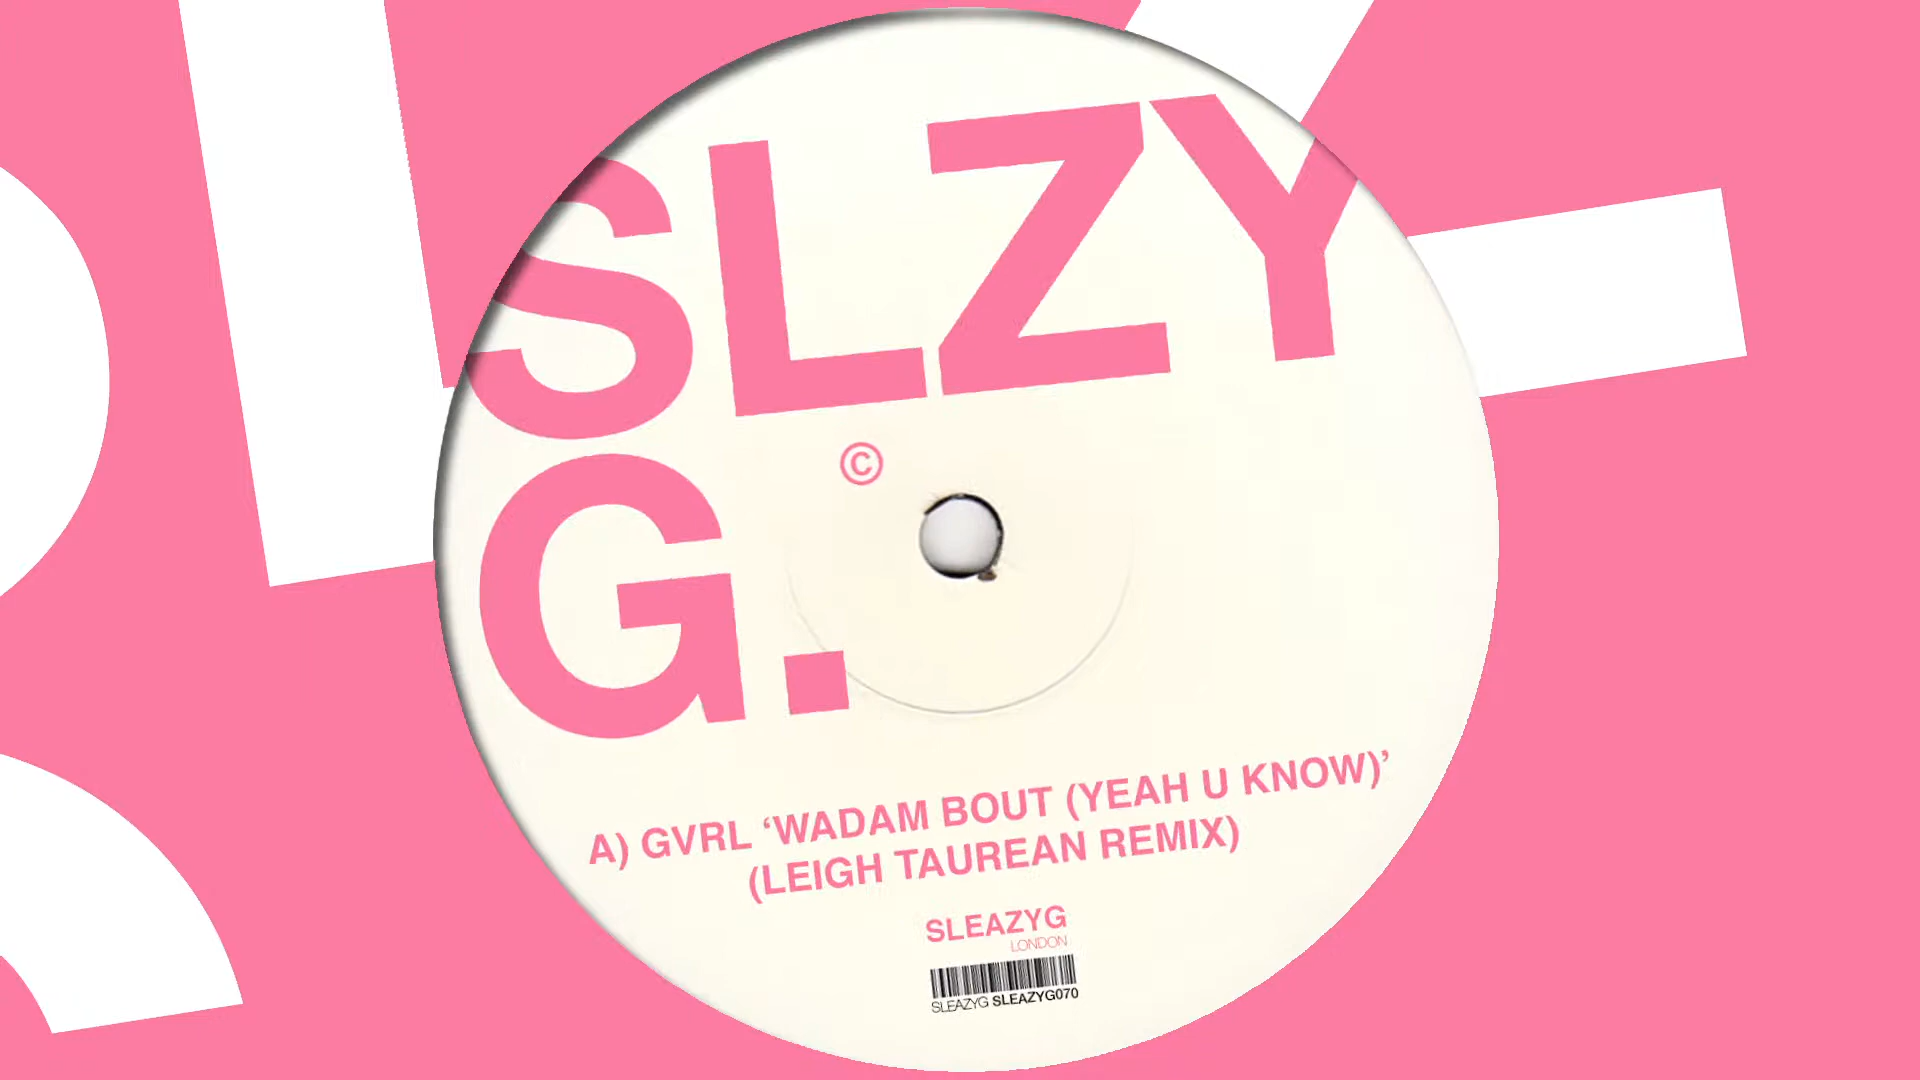 SLZY
©
G.
A) GVRL ‘WADAM BOUT (YEAH U KNOW)’
(LEIGH TAUREAN REMIX)
SLEAZYG
LONDON
SLEAZYG SLEAZYG070